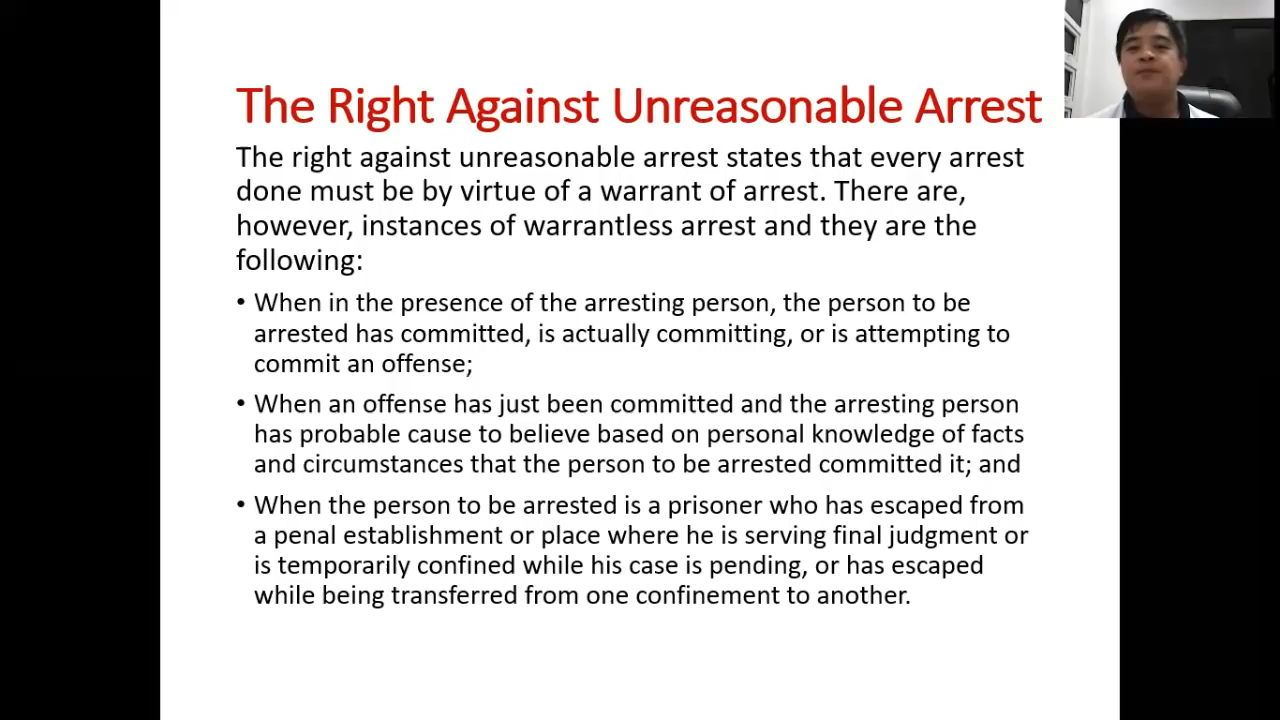 The Right Against Unreasonable Arrest
The right against unreasonable arrest states that every arrest
done must be by virtue of a warrant of arrest. There are,
however, instances of warrantless arrest and they are the
following:
• When in the presence of the arresting person, the person to be
arrested has committed, is actually committing, or is attempting to
commit an offense;
• When an offense has just been committed and the arresting person
has probable cause to believe based on personal knowledge of facts
and circumstances that the person to be arrested committed it; and
• When the person to be arrested is a prisoner who has escaped from
a penal establishment or place where he is serving final judgment or
is temporarily confined while his case is pending, or has escaped
while being transferred from one confinement to another.